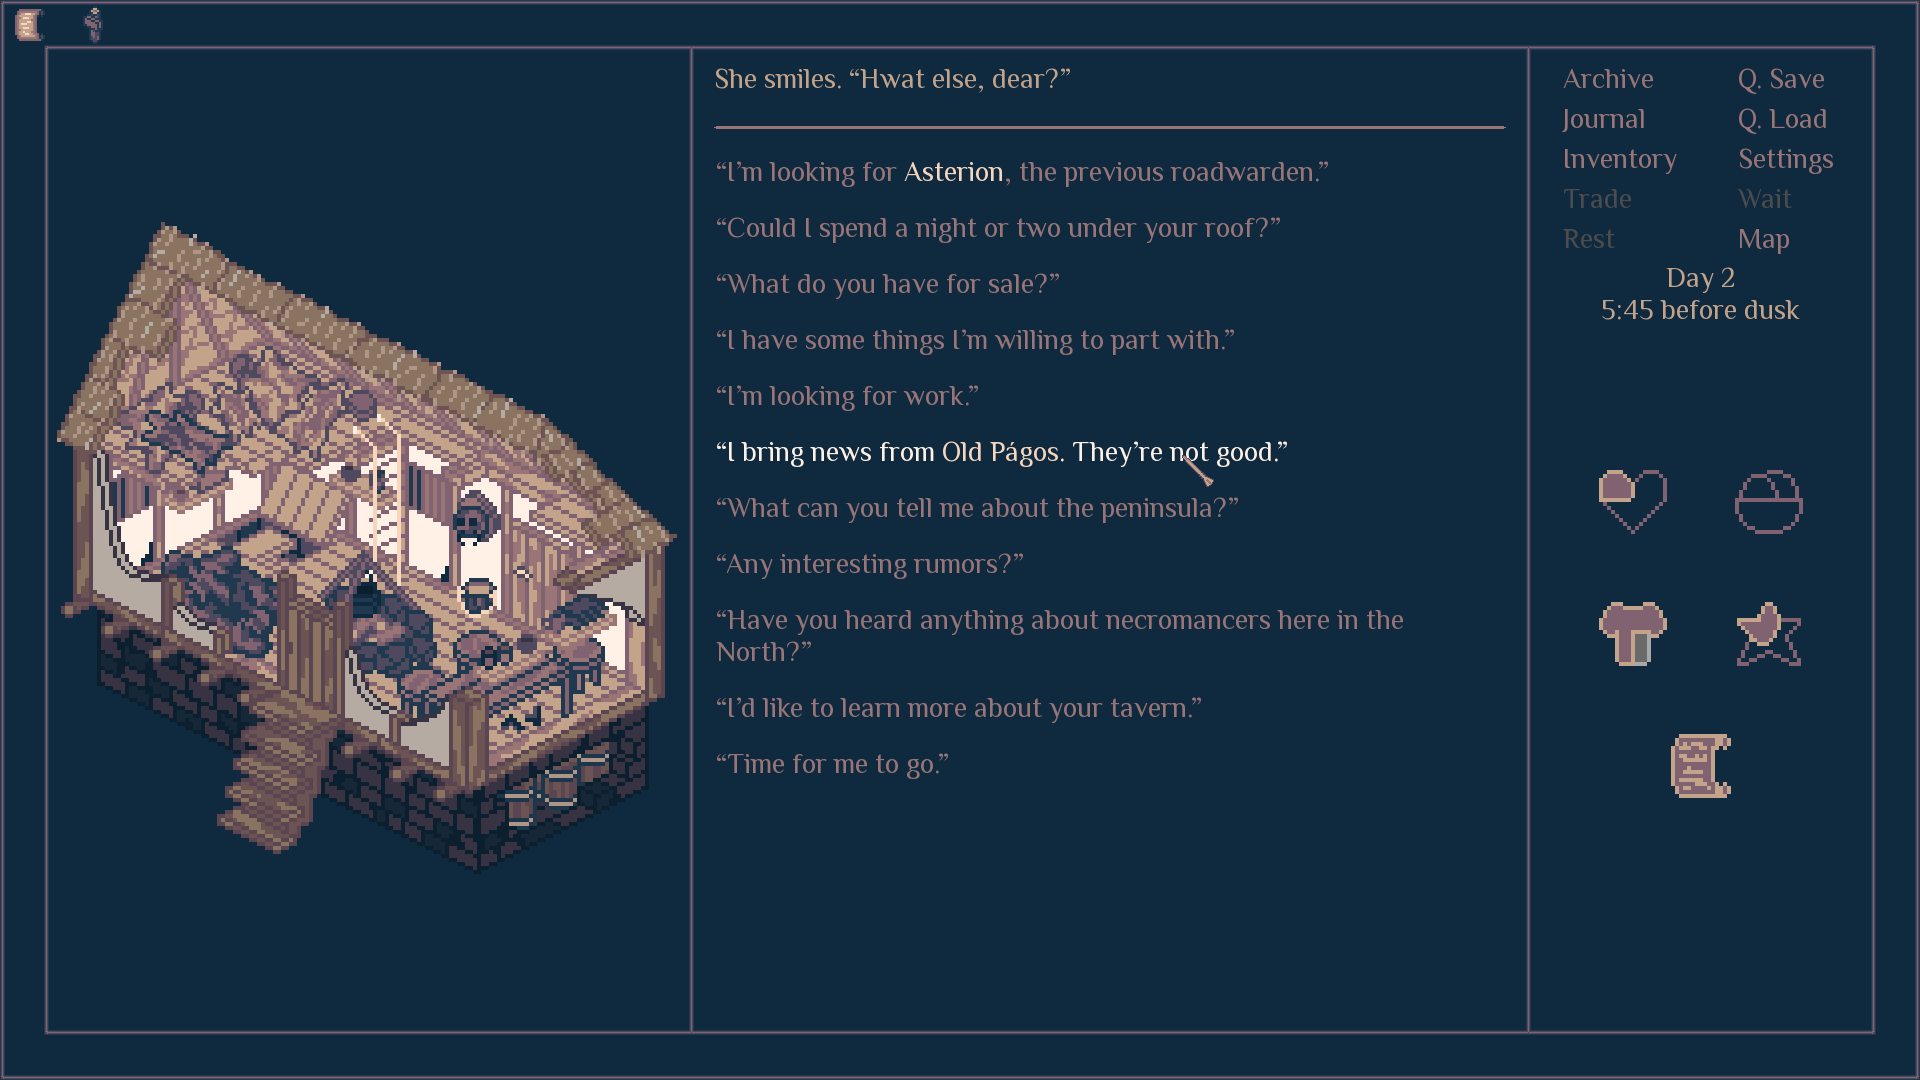 She smiles. “Hwat else, dear?”
“I’m looking for Asterion, the previous roadwarden.”
“Could I spend a night or two under your roof?”
“What do you have for sale?”
“I have some things I’m willing to part with.”
“I’m looking for work.”
“I bring news from Old Págos. They’re not good.”
“What can you tell me about the peninsula?”
“Any interesting rumors?”
“Have you heard anything about necromancers here in the
North?”
“I’d like to learn more about your tavern.”
“Time for me to go.”
Archive
Q. Save
Journal
Q. Load
Inventory
Settings
Trade
Wait
Rest
Map
Day 2
5:45 before dusk